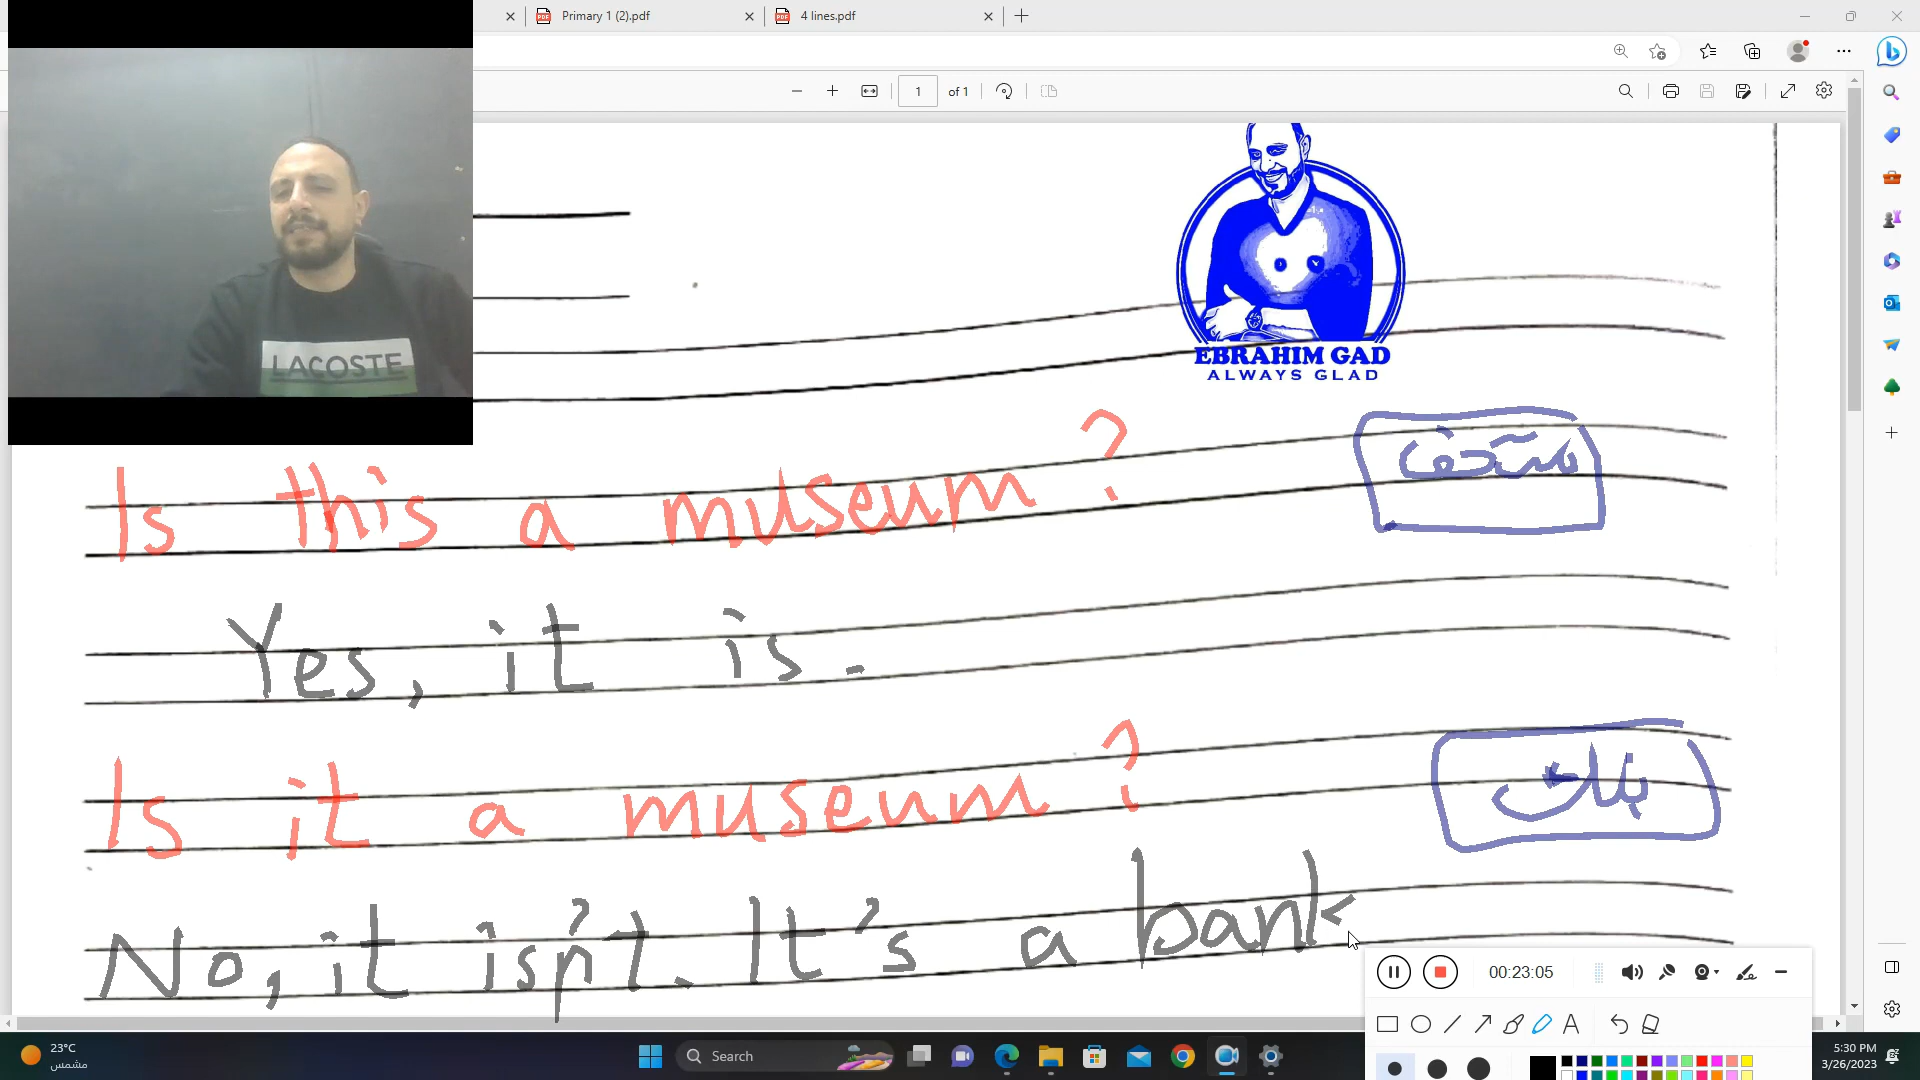 Primary 1 (2).pdf
4 lines.pdf
1 of 1
LACOSTE
EBRAHIM GAD
ALWAYS GLAD
Is this a museum?
متحف
Yes, it is.
Is it a museum?
بنك
No, it isn't. It's a bank
00:23:05
23°C
مشمس
Search
5:30 PM
3/26/2023